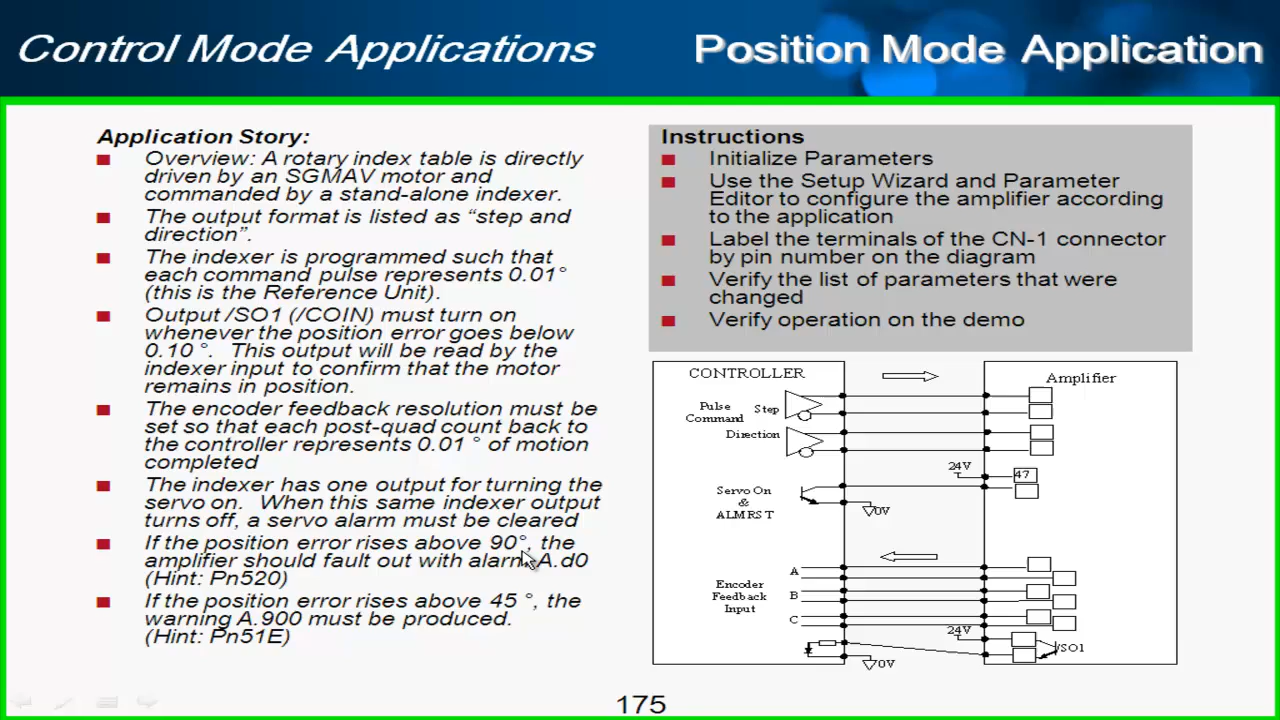 Control Mode Applications
Position Mode Application
Application Story:
Overview: A rotary index table is directly
driven by an SGMAV motor and
commanded by a stand-alone indexer.
The output format is listed as “step and
direction”.
The indexer is programmed such that
each command pulse represents 0.01°
(this is the Reference Unit).
Output /SO1 (/COIN) must turn on
whenever the position error goes below
0.10 °.  This output will be read by the
indexer input to confirm that the motor
remains in position.
The encoder feedback resolution must be
set so that each post-quad count back to
the controller represents 0.01 ° of motion
completed
The indexer has one output for turning the
servo on.  When this same indexer output
turns off, a servo alarm must be cleared
If the position error rises above 90°, the
amplifier should fault out with alarm A.d0
(Hint: Pn520)
If the position error rises above 45 °, the
warning A.900 must be produced.
(Hint: Pn51E)
Instructions
Initialize Parameters
Use the Setup Wizard and Parameter
Editor to configure the amplifier according
to the application
Label the terminals of the CN-1 connector
by pin number on the diagram
Verify the list of parameters that were
changed
Verify operation on the demo
CONTROLLER
Amplifier
Pulse
Command
Step
Direction
24V
47
Servo On
&
ALMRST
0V
A
Encoder
Feedback
Input
B
C
24V
/SO1
0V
175